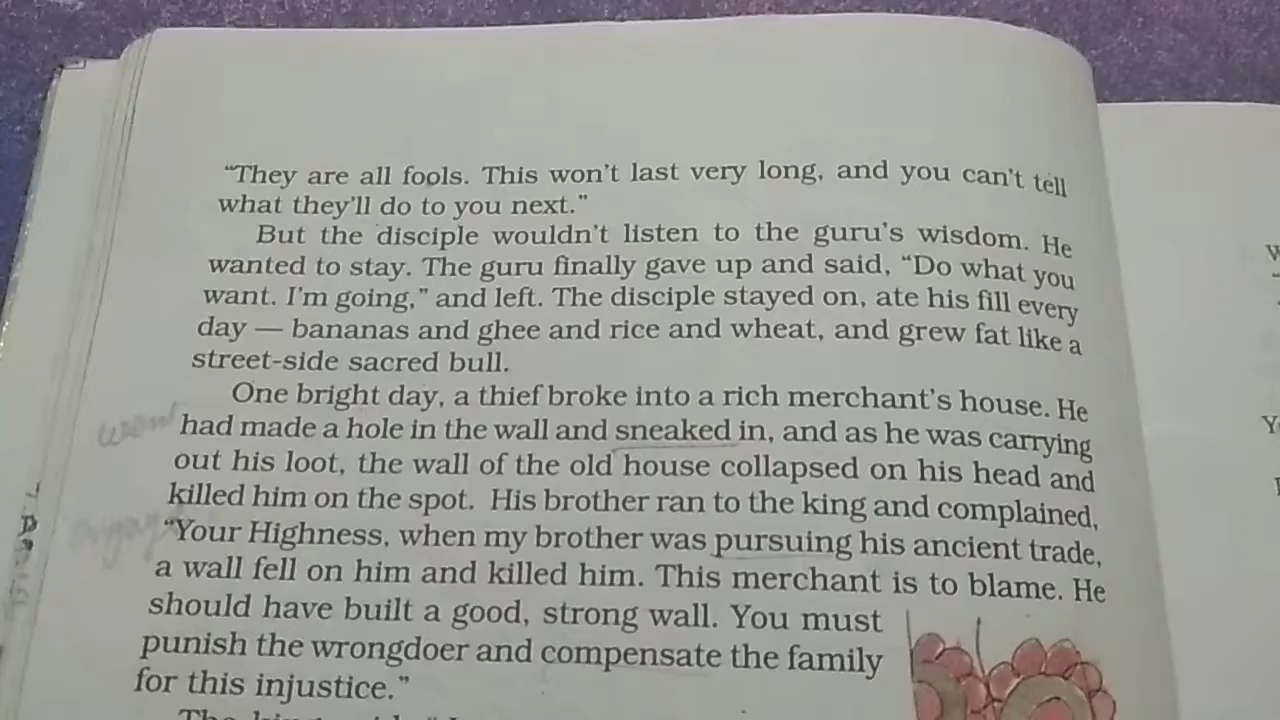 “They are all fools. This won’t last very long, and you can’t tell
what they’ll do to you next.”
But the disciple wouldn’t listen to the guru’s wisdom. He
wanted to stay. The guru finally gave up and said, “Do what you
want. I’m going,” and left. The disciple stayed on, ate his fill every
day — bananas and ghee and rice and wheat, and grew fat like a
street-side sacred bull.
One bright day, a thief broke into a rich merchant’s house. He
had made a hole in the wall and sneaked in, and as he was carrying
out his loot, the wall of the old house collapsed on his head and
killed him on the spot. His brother ran to the king and complained,
“Your Highness, when my brother was pursuing his ancient trade,
a wall fell on him and killed him. This merchant is to blame. He
should have built a good, strong wall. You must
punish the wrongdoer and compensate the family
for this injustice.”